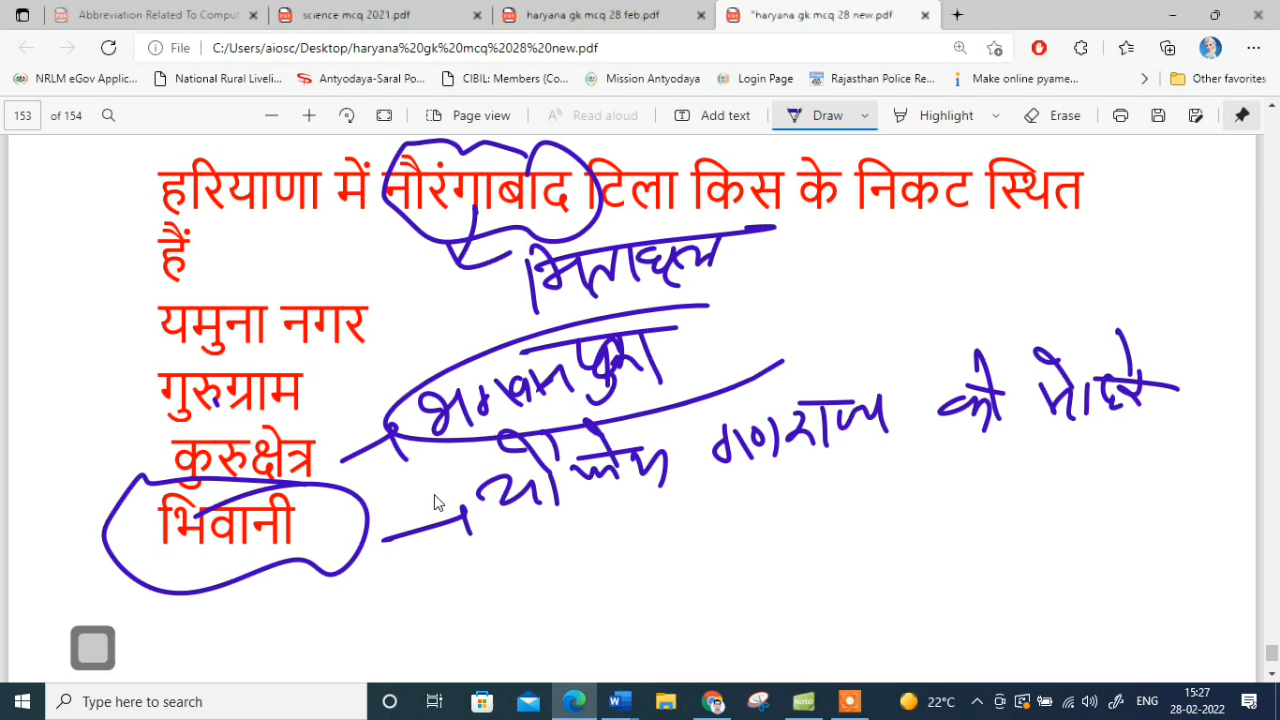 Abbreviation Related To Comput
science mcq 2021.pdf
haryana gk mcq 28 feb.pdf
*haryana gk mcq 28 new.pdf
File
C:/Users/aiosc/Desktop/haryana%20gk%20mcq%2028%20new.pdf
NRLM eGov Applic...
National Rural Liveli...
Antyodaya-Saral Po...
CIBIL: Members (Co...
Mission Antyodaya
Login Page
Rajasthan Police Re...
Make online pyame...
Other favorites
153 of 154
Page view
Read aloud
Add text
Draw
Highlight
Erase
हरियाणा में नौरंगाबाद टिला किस के निकट स्थित
हैं
मिताथल
यमुना नगर
गुरुग्राम
कुरुक्षेत्र
गणराज्य की मोहरे
भिवानी
Type here to search
22°C
ENG
15:27
28-02-2022